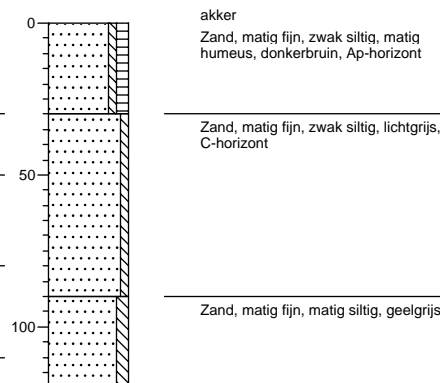 0
akker
Zand, matig fijn, zwak siltig, matig
humeus, donkerbruin, Ap-horizont
Zand, matig fijn, zwak siltig, lichtgrijs,
C-horizont
50
Zand, matig fijn, matig siltig, geelgrijs
100